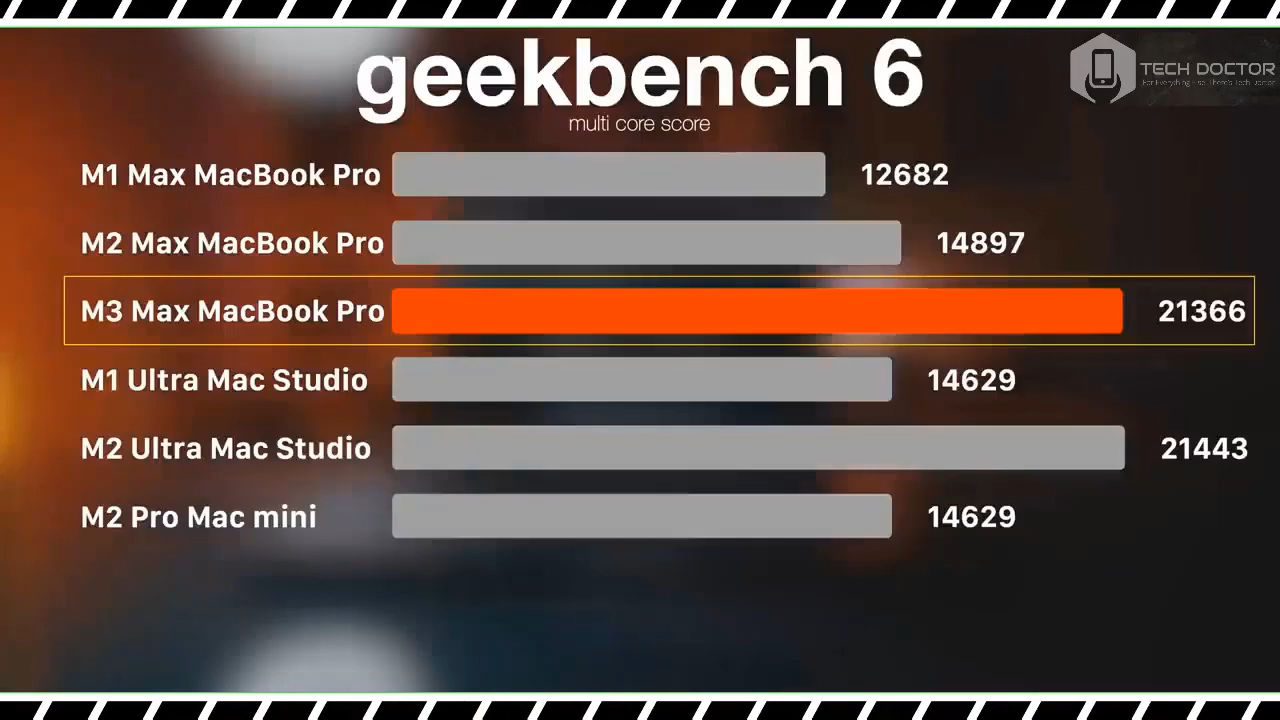 geekbench 6
multi core score
TECH DOCTOR
M1 Max MacBook Pro 12682
M2 Max MacBook Pro 14897
M3 Max MacBook Pro 21366
M1 Ultra Mac Studio 14629
M2 Ultra Mac Studio 21443
M2 Pro Mac mini 14629